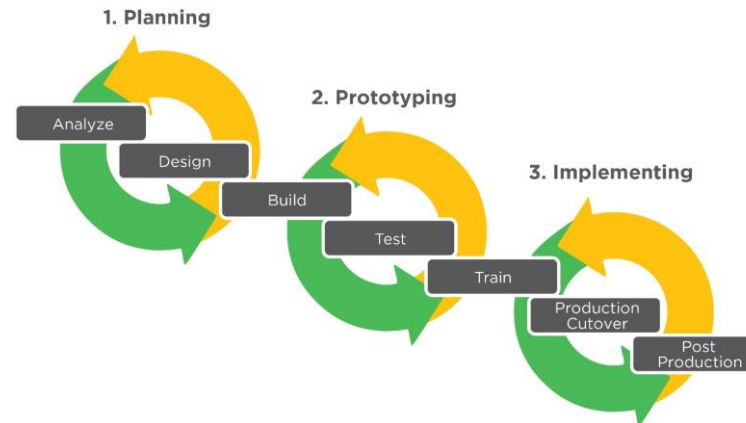 1. Planning
Analyze
Design
Build
2. Prototyping
Test
Train
3. Implementing
Production
Cutover
Post
Production